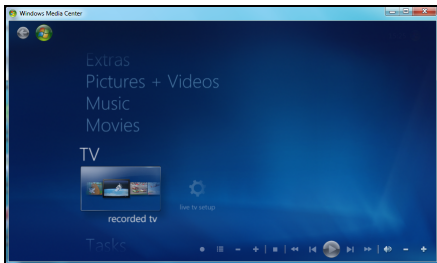 Windows Media Center
Extras
Pictures + Videos
Music
Movies
TV
recorded tv
live tv setup
Tasks